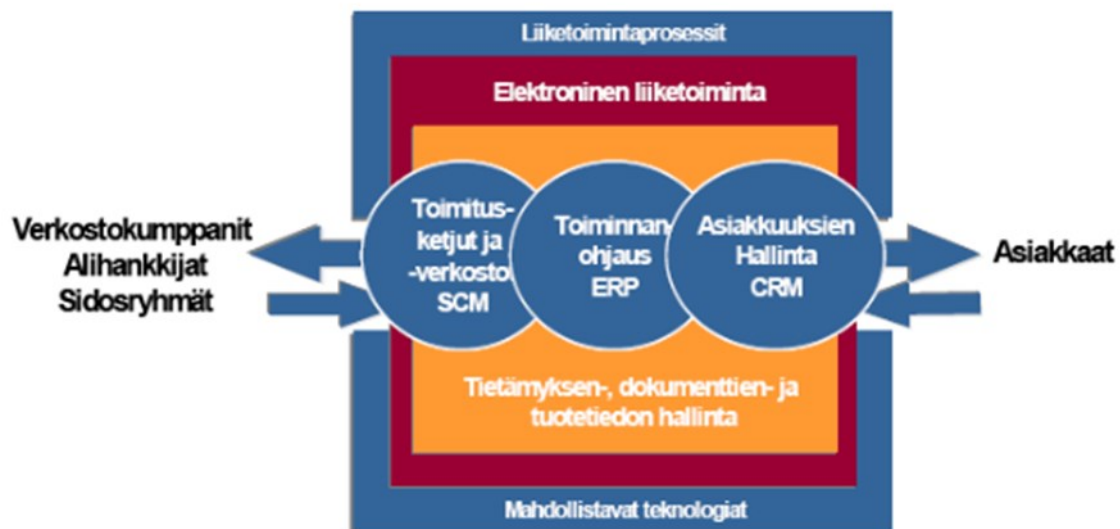 Liiketoimintaprosessit
Elektroninen liiketoiminta
Verkostokumppanit
Alihankkijat
Sidosryhmät
Toimitus-
ketjut ja
-verkosto
SCM
Toiminnan-
ohjaus
ERP
Asiakkuuksien
Hallinta
CRM
Asiakkaat
Tietämyksen-, dokumenttien- ja
tuotetiedon hallinta
Mahdollistavat teknologiat